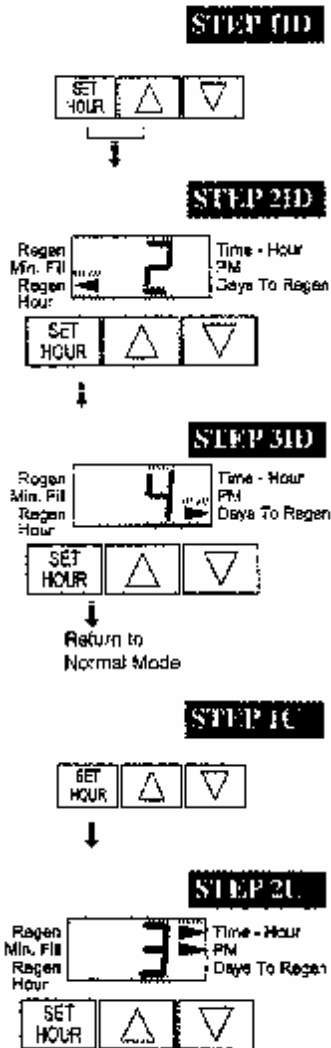 STEP 1HD
SET HOUR
STEP 2HD
Regen Min. Fill
Regen Hour
2
Time - Hour
PM
Days To Regen
SET HOUR
STEP 3HD
Regen Min. Fill
Regen Hour
4
Time - Hour
PM
Days To Regen
SET HOUR
Return to
Normal Mode
STEP 1C
SET HOUR
STEP 2C
Regen Min. Fill
Regen Hour
3
Time - Hour
PM
Days To Regen
SET HOUR